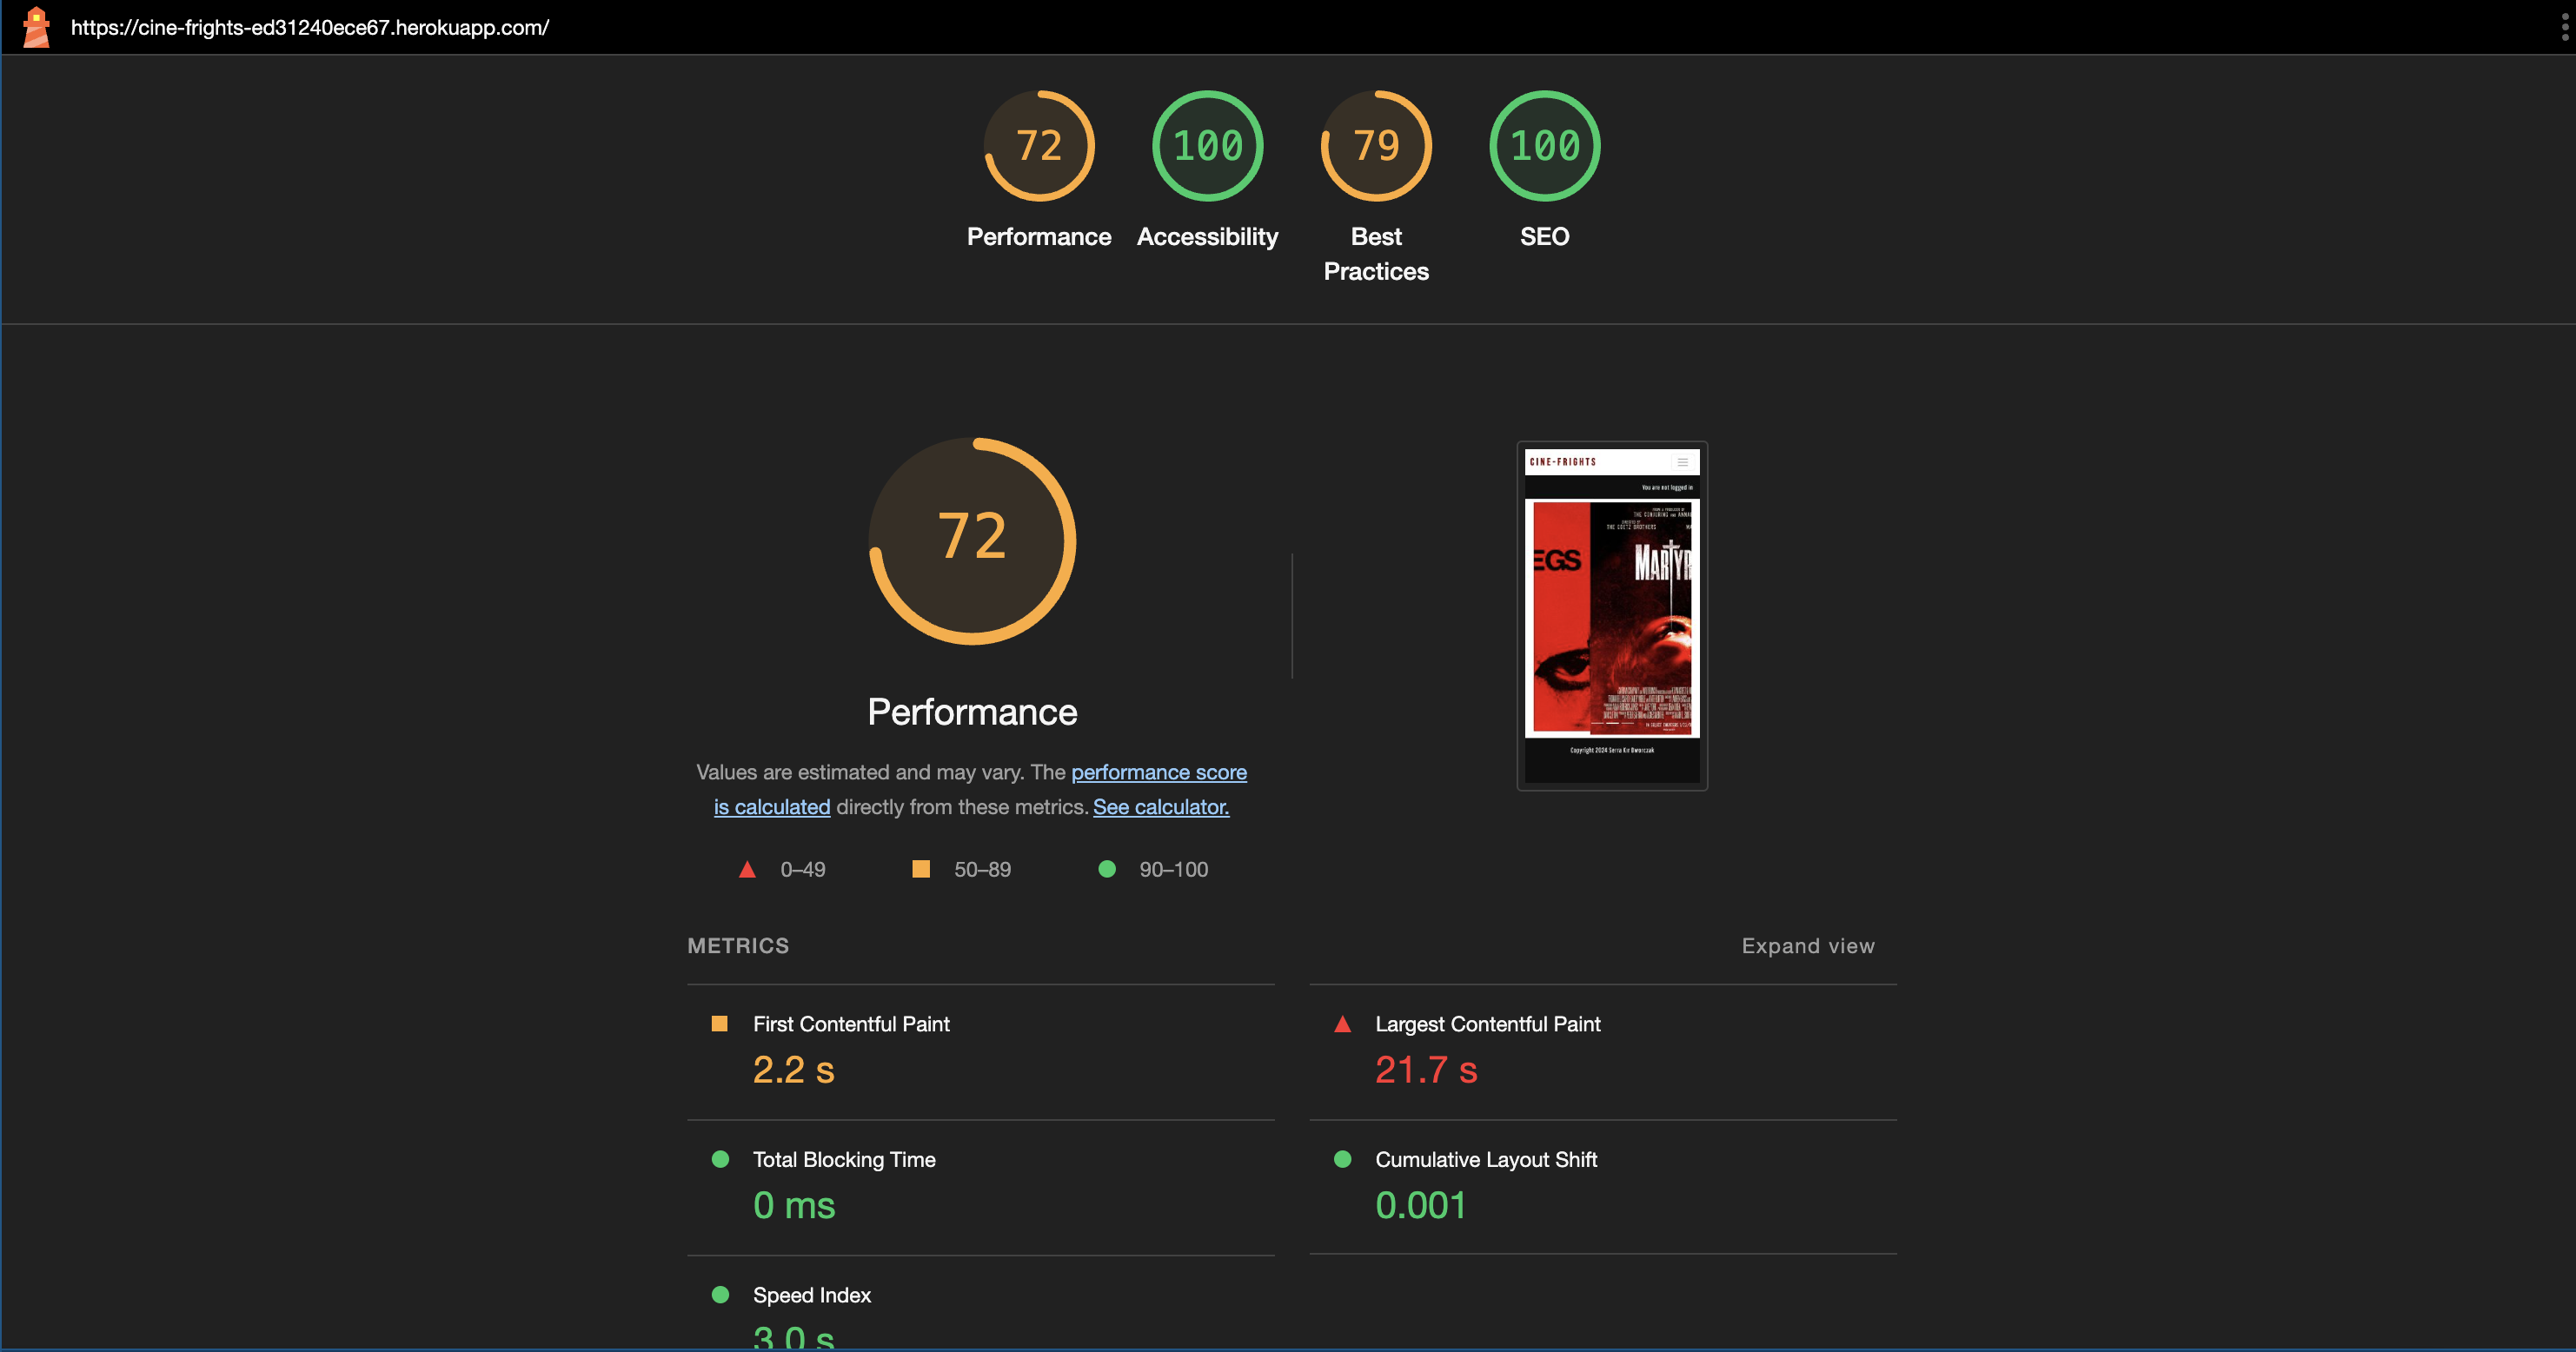 https://cine-frights-ed31240ece67.herokuapp.com/
72
100
79
100
Performance
Accessibility
Best
Practices
SEO
72
Performance
Values are estimated and may vary. The performance score
is calculated directly from these metrics. See calculator.
0–49
50–89
90–100
CINE-FRIGHTS
You are not logged in
EGS
MARTYR
Copyright 2024 Serra Kir Dworczak
METRICS
Expand view
First Contentful Paint
2.2 s
Largest Contentful Paint
21.7 s
Total Blocking Time
0 ms
Cumulative Layout Shift
0.001
Speed Index
3.0 s